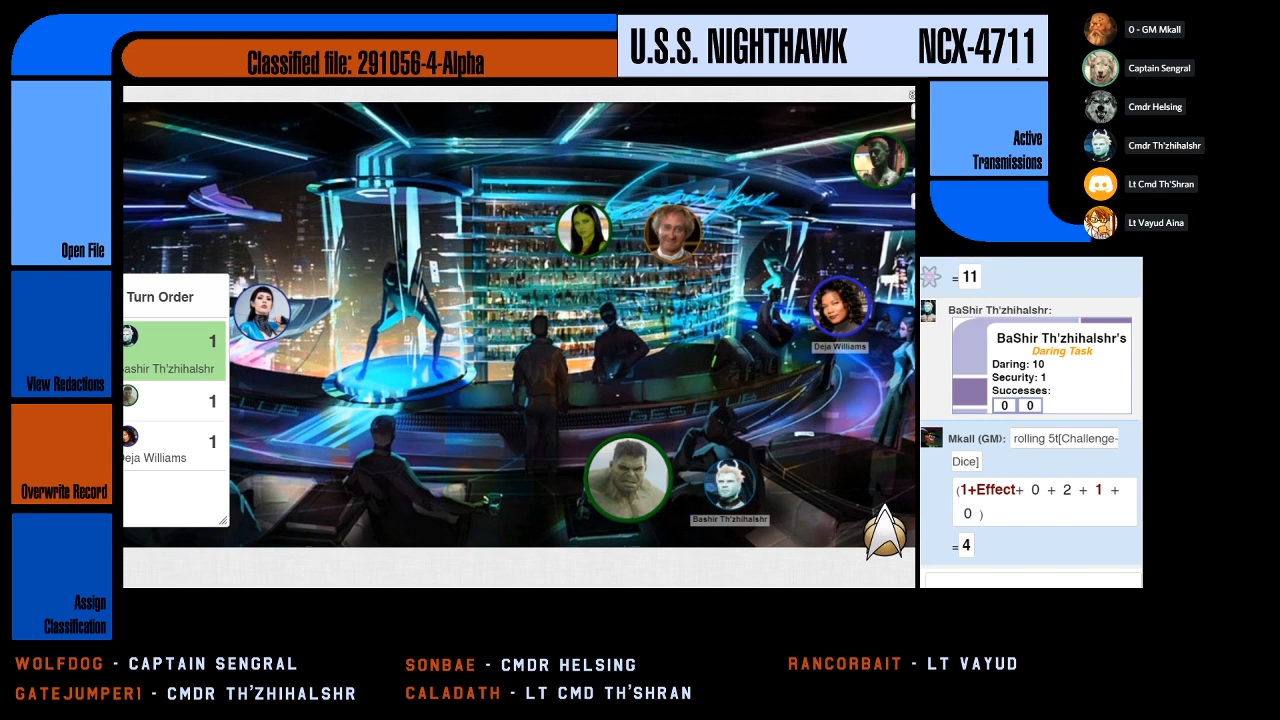 Classified file: 291056-4-Alpha
U.S.S. NIGHTHAWK NCX-4711
0 - GM Mkall
Captain Sengral
Cmdr Helsing
Cmdr Th'zhihalshr
Lt Cmd Th'Shran
Lt Vayud Aina
Active
Transmissions
Open File
View Redactions
Overwrite Record
Assign
Classification
Turn Order
1
Bashir Th'zhihalshr
1
1
Deja Williams
Deja Williams
Bashir Th'zhihalshr
GESCLUB
= 11
BaShir Th'zhihalshr:
BaShir Th'zhihalshr's
Daring Task
Daring: 10
Security: 1
Successes:
0 0
Mkall (GM): rolling 5t[Challenge-
Dice]
(1+Effect+ 0 + 2 + 1 +
0 )
= 4
WOLFDOG - CAPTAIN SENGRAL
SONBAE - CMDR HELSING
RANCORBAIT - LT VAYUD
GATEJUMPER1 - CMDR TH'ZHIHALSHR
CALADATH - LT CMD TH'SHRAN